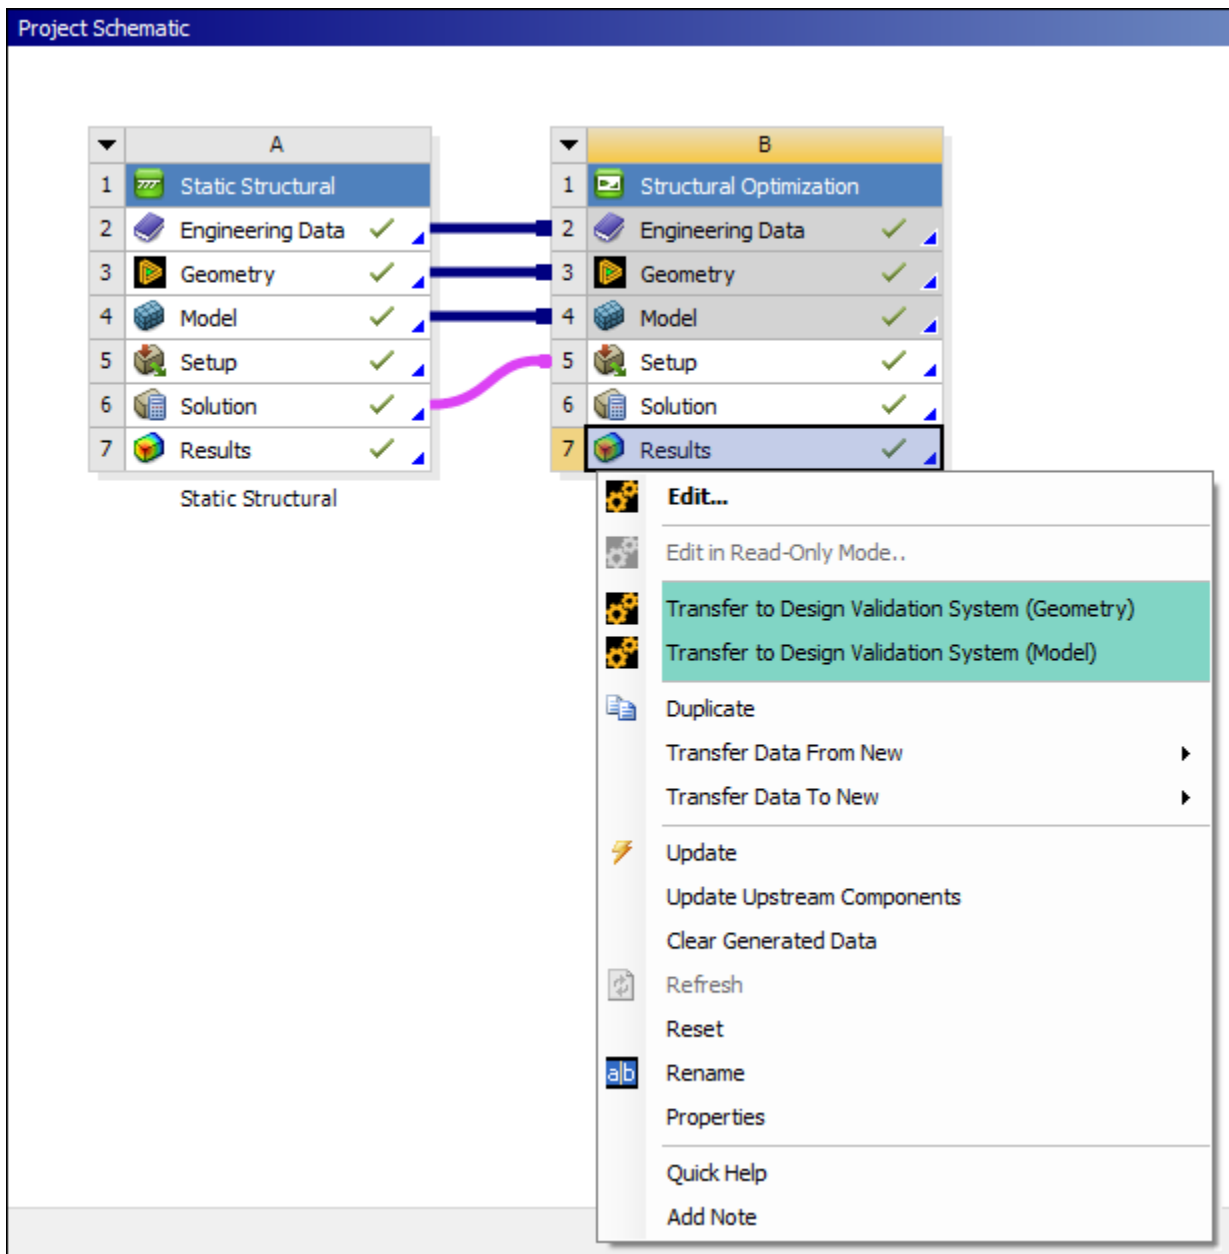 Project Schematic
A
1 Static Structural
2 Engineering Data
3 Geometry
4 Model
5 Setup
6 Solution
7 Results
Static Structural
B
1 Structural Optimization
2 Engineering Data
3 Geometry
4 Model
5 Setup
6 Solution
7 Results
Edit...
Edit in Read-Only Mode..
Transfer to Design Validation System (Geometry)
Transfer to Design Validation System (Model)
Duplicate
Transfer Data From New
Transfer Data To New
Update
Update Upstream Components
Clear Generated Data
Refresh
Reset
a|b Rename
Properties
Quick Help
Add Note